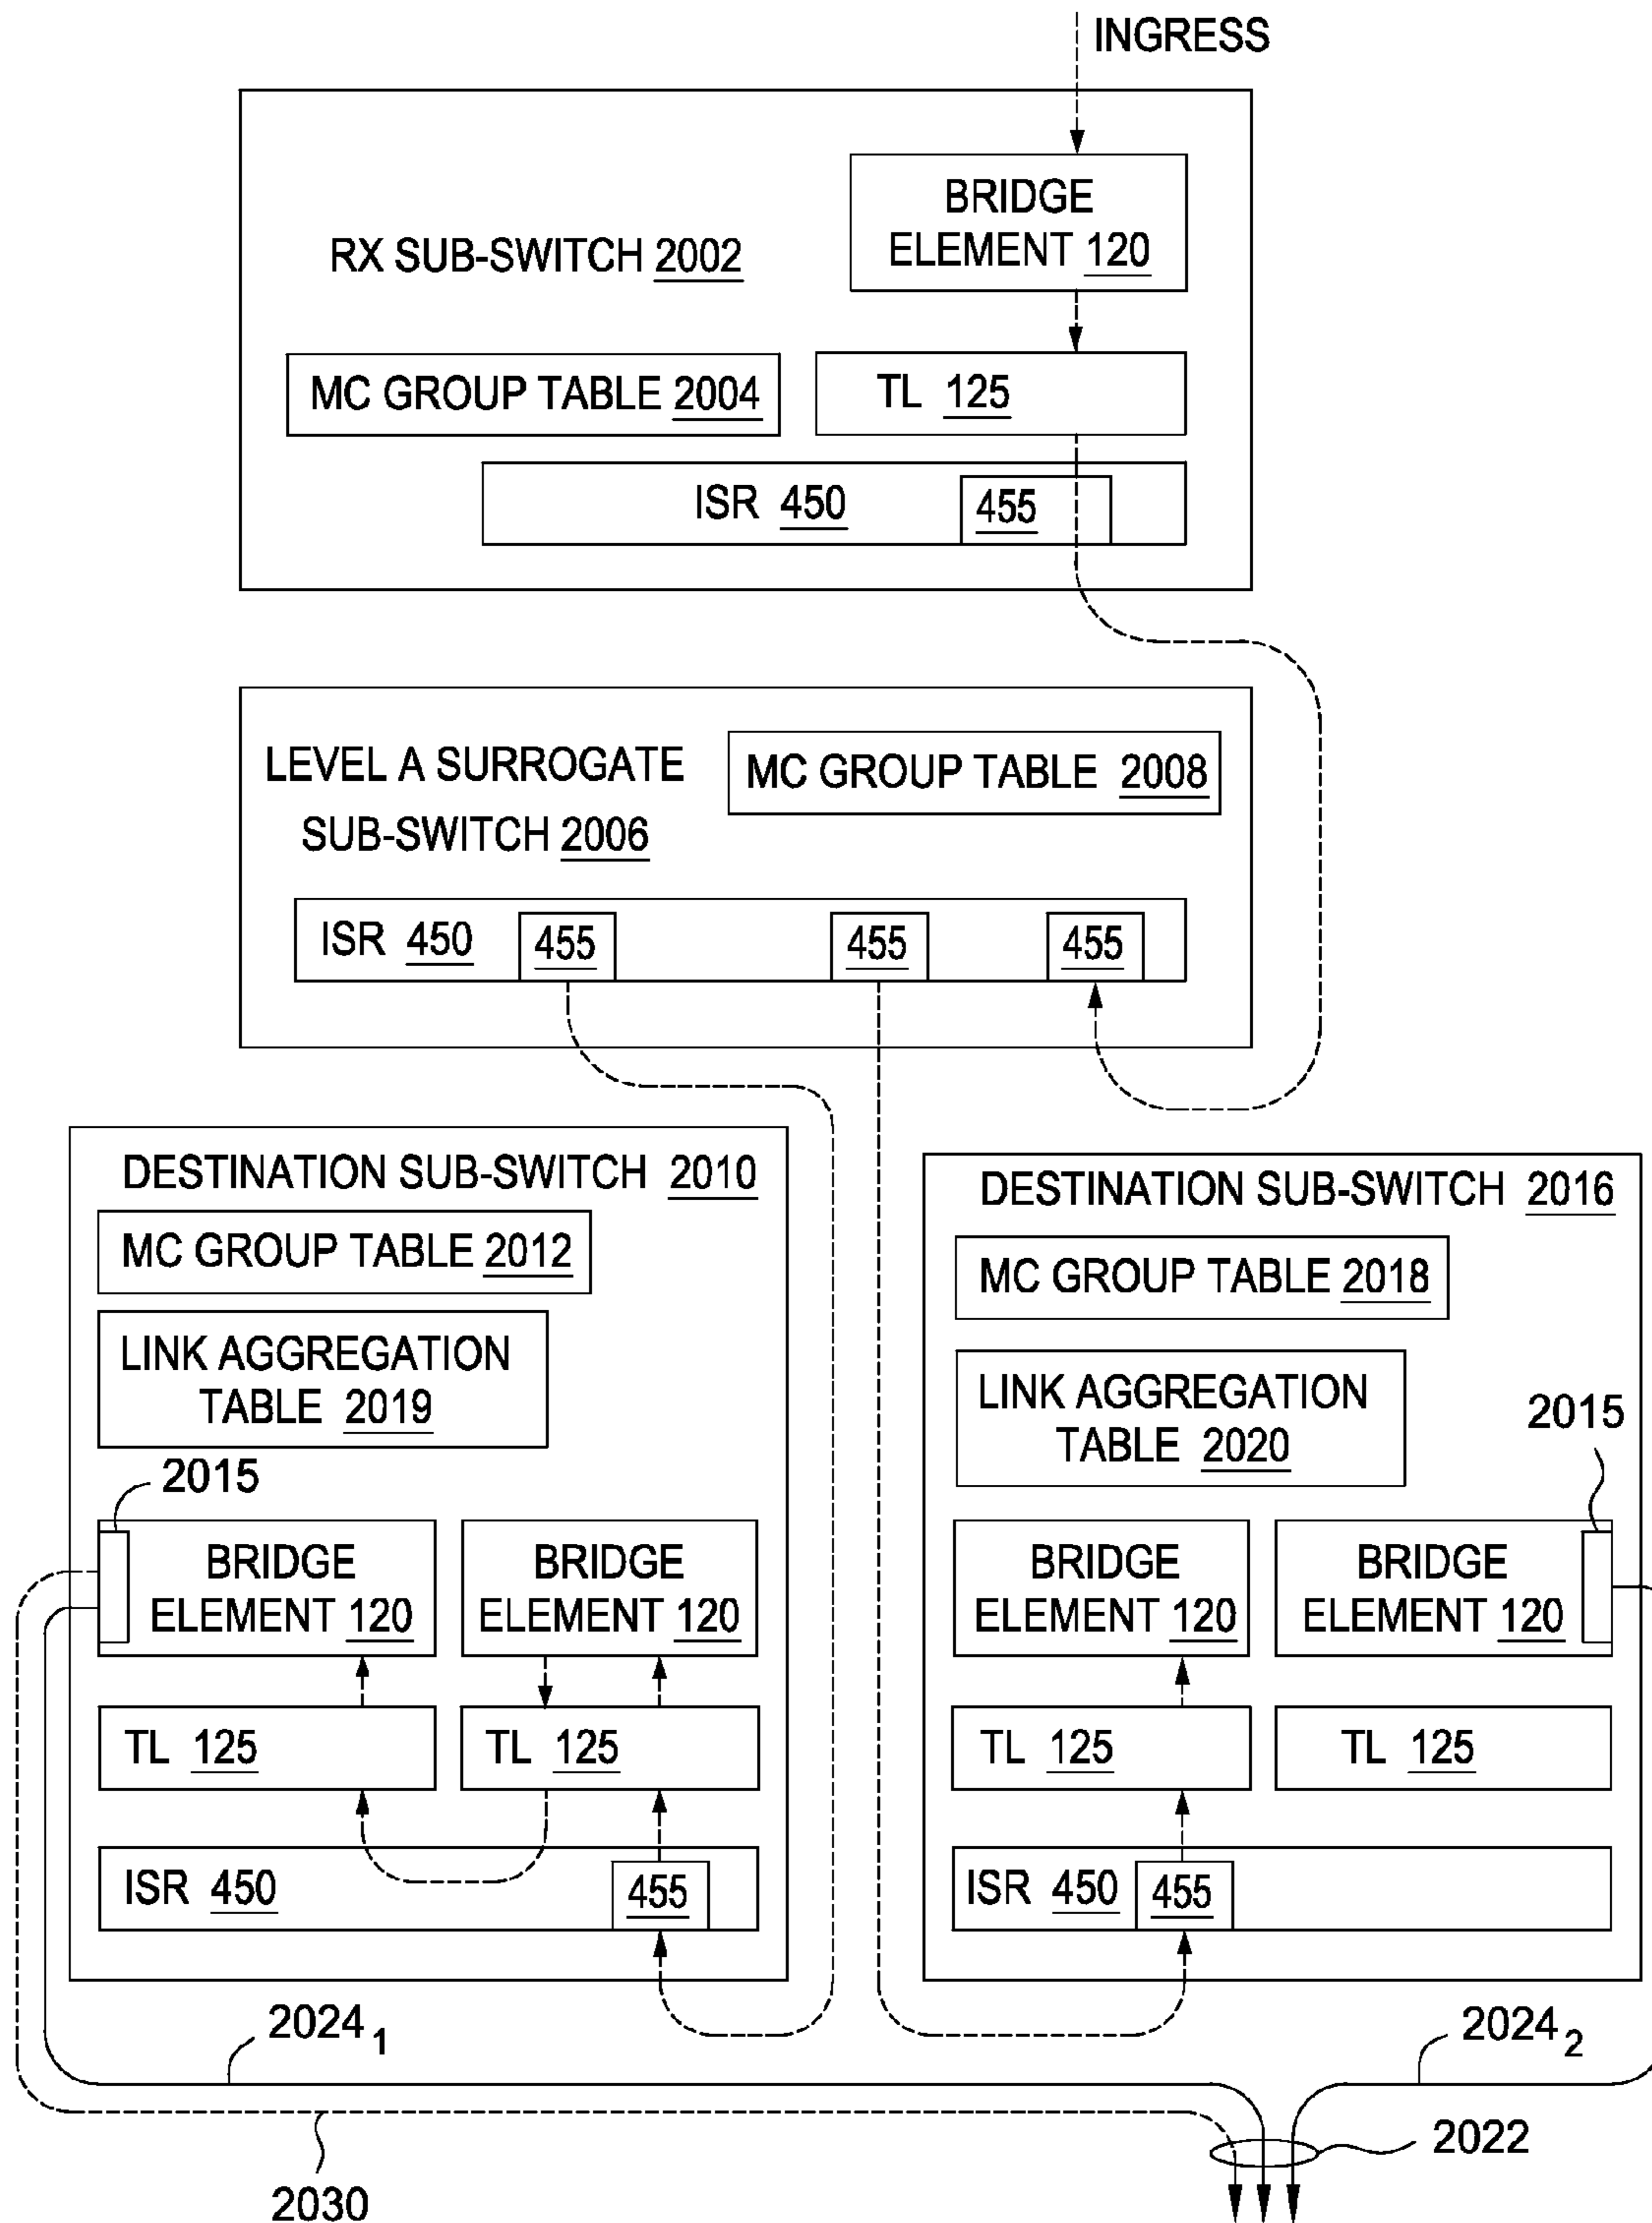 INGRESS
BRIDGE
ELEMENT 120
RX SUB-SWITCH 2002
MC GROUP TABLE 2004
TL 125
ISR 450
455
LEVEL A SURROGATE
SUB-SWITCH 2006
MC GROUP TABLE 2008
ISR 450
455
455
455
DESTINATION SUB-SWITCH 2010
MC GROUP TABLE 2012
LINK AGGREGATION
TABLE 2019
2015
BRIDGE
ELEMENT 120
BRIDGE
ELEMENT 120
TL 125
TL 125
ISR 450
455
DESTINATION SUB-SWITCH 2016
MC GROUP TABLE 2018
LINK AGGREGATION
TABLE 2020
2015
BRIDGE
ELEMENT 120
BRIDGE
ELEMENT 120
TL 125
TL 125
ISR 450
455
2024 1
2024 2
2022
2030